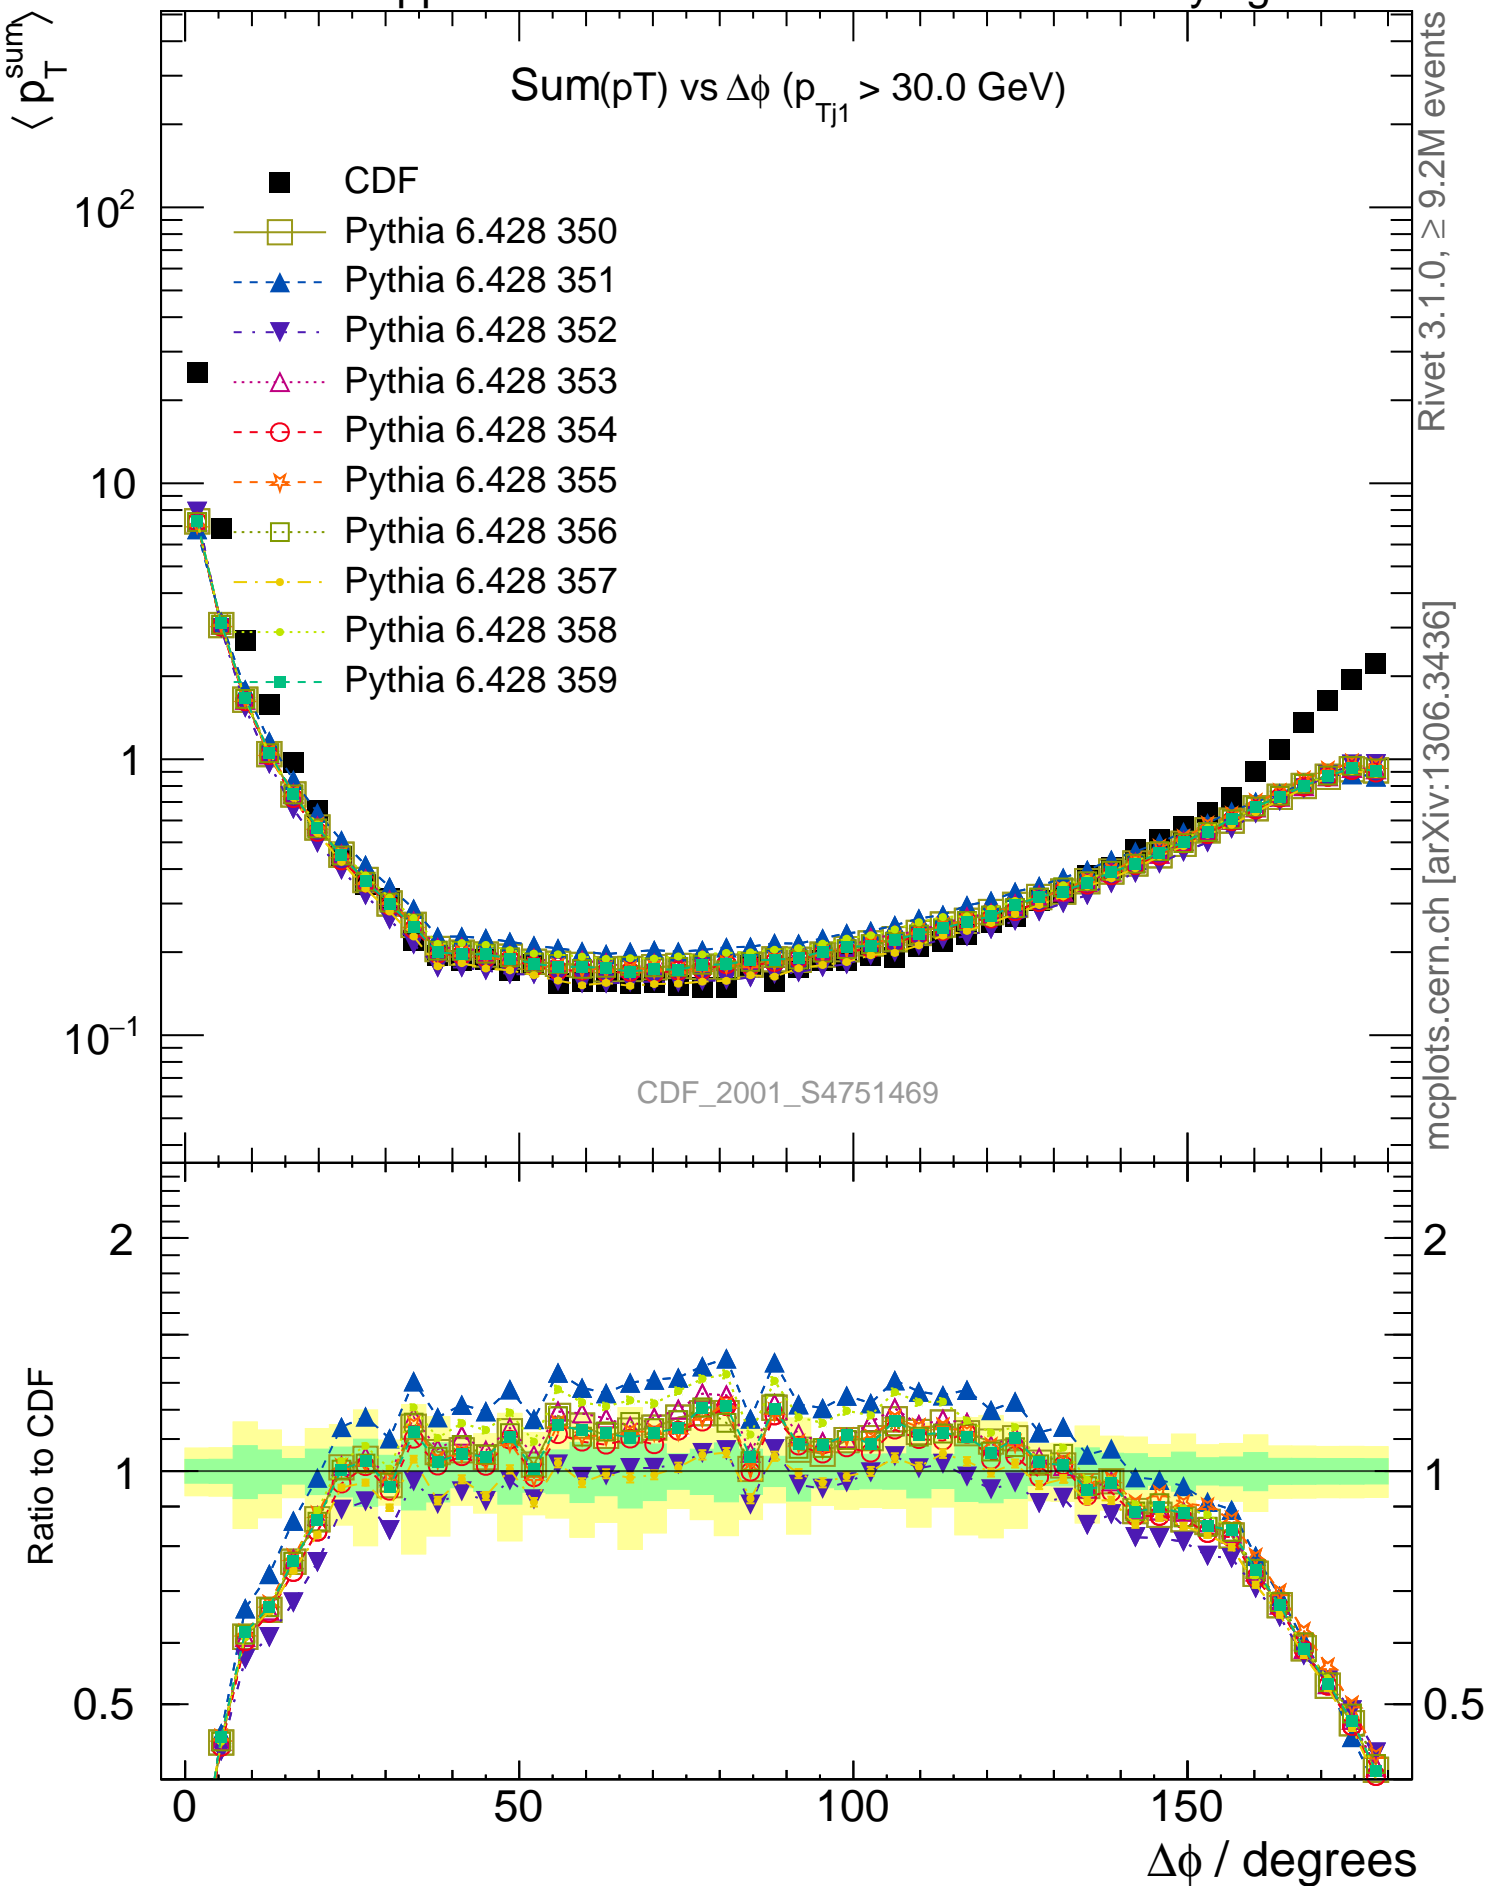 ⟨ p_T^sum ⟩
Sum(pT) vs Δϕ (p_Tj1 > 30.0 GeV)
CDF
Pythia 6.428 350
Pythia 6.428 351
Pythia 6.428 352
Pythia 6.428 353
Pythia 6.428 354
Pythia 6.428 355
Pythia 6.428 356
Pythia 6.428 357
Pythia 6.428 358
Pythia 6.428 359
10^2
10
1
10^−1
CDF_2001_S4751469
Rivet 3.1.0, ≥ 9.2M events
mcplots.cern.ch [arXiv:1306.3436]
Ratio to CDF
2
1
0.5
2
1
0.5
0 50 100 150
Δϕ / degrees